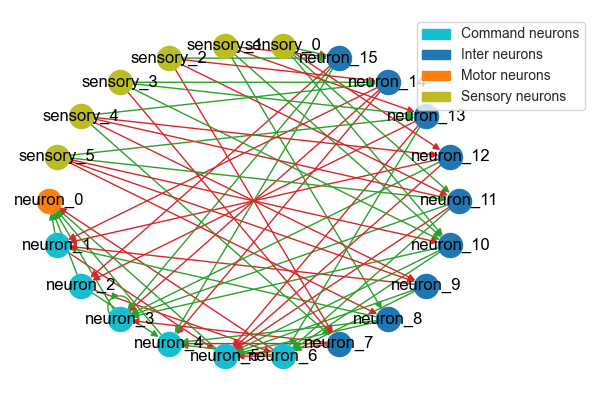 Command neurons
Inter neurons
Motor neurons
Sensory neurons
sensory_0
sensory_1
sensory_2
sensory_3
sensory_4
sensory_5
neuron_0
neuron_1
neuron_2
neuron_3
neuron_4
neuron_5
neuron_6
neuron_7
neuron_8
neuron_9
neuron_10
neuron_11
neuron_12
neuron_13
neuron_14
neuron_15